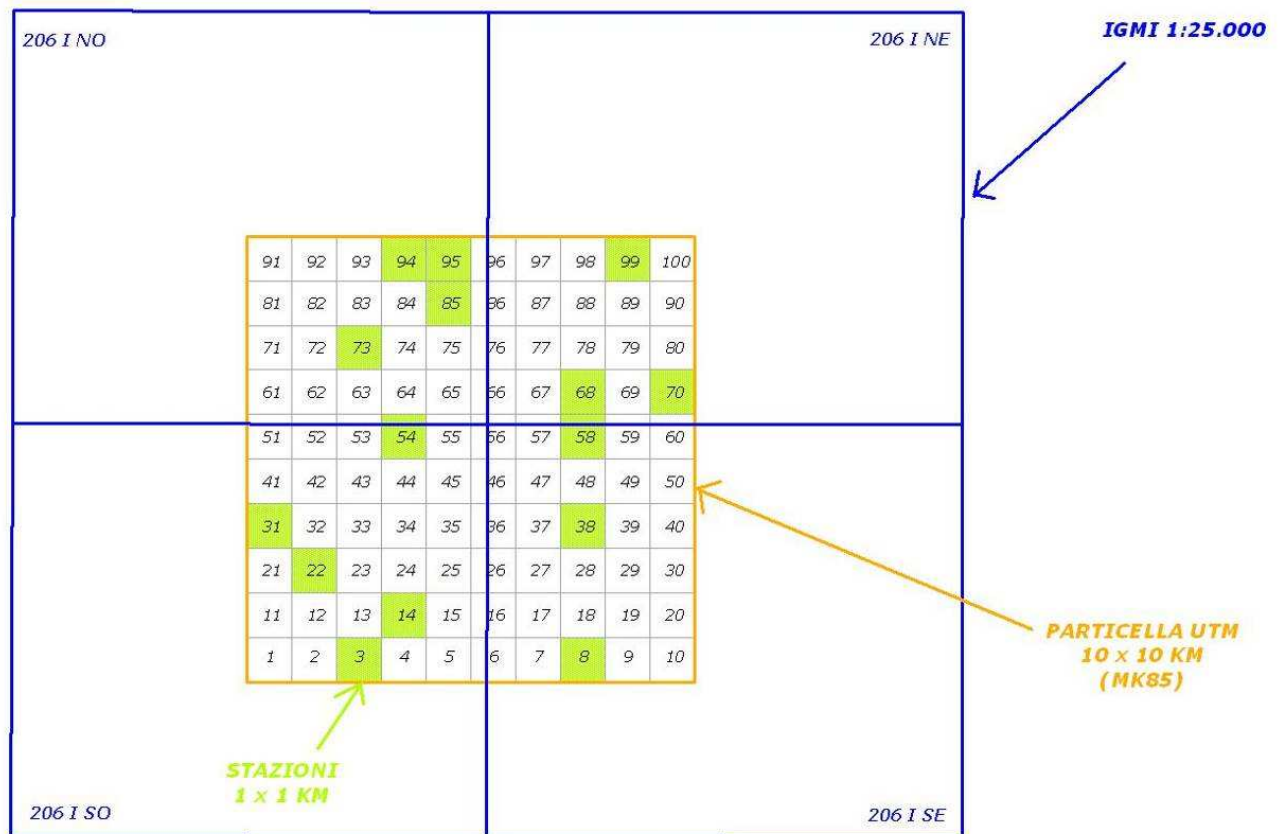 206 I NO
206 I NE
IGMI 1:25.000
91 92 93 94 95 96 97 98 99 100
81 82 83 84 85 86 87 88 89 90
71 72 73 74 75 76 77 78 79 80
61 62 63 64 65 66 67 68 69 70
51 52 53 54 55 56 57 58 59 60
41 42 43 44 45 46 47 48 49 50
31 32 33 34 35 36 37 38 39 40
21 22 23 24 25 26 27 28 29 30
11 12 13 14 15 16 17 18 19 20
1 2 3 4 5 6 7 8 9 10
PARTICELLA UTM
10 x 10 KM
(MK85)
STAZIONI
1 x 1 KM
206 I SO
206 I SE